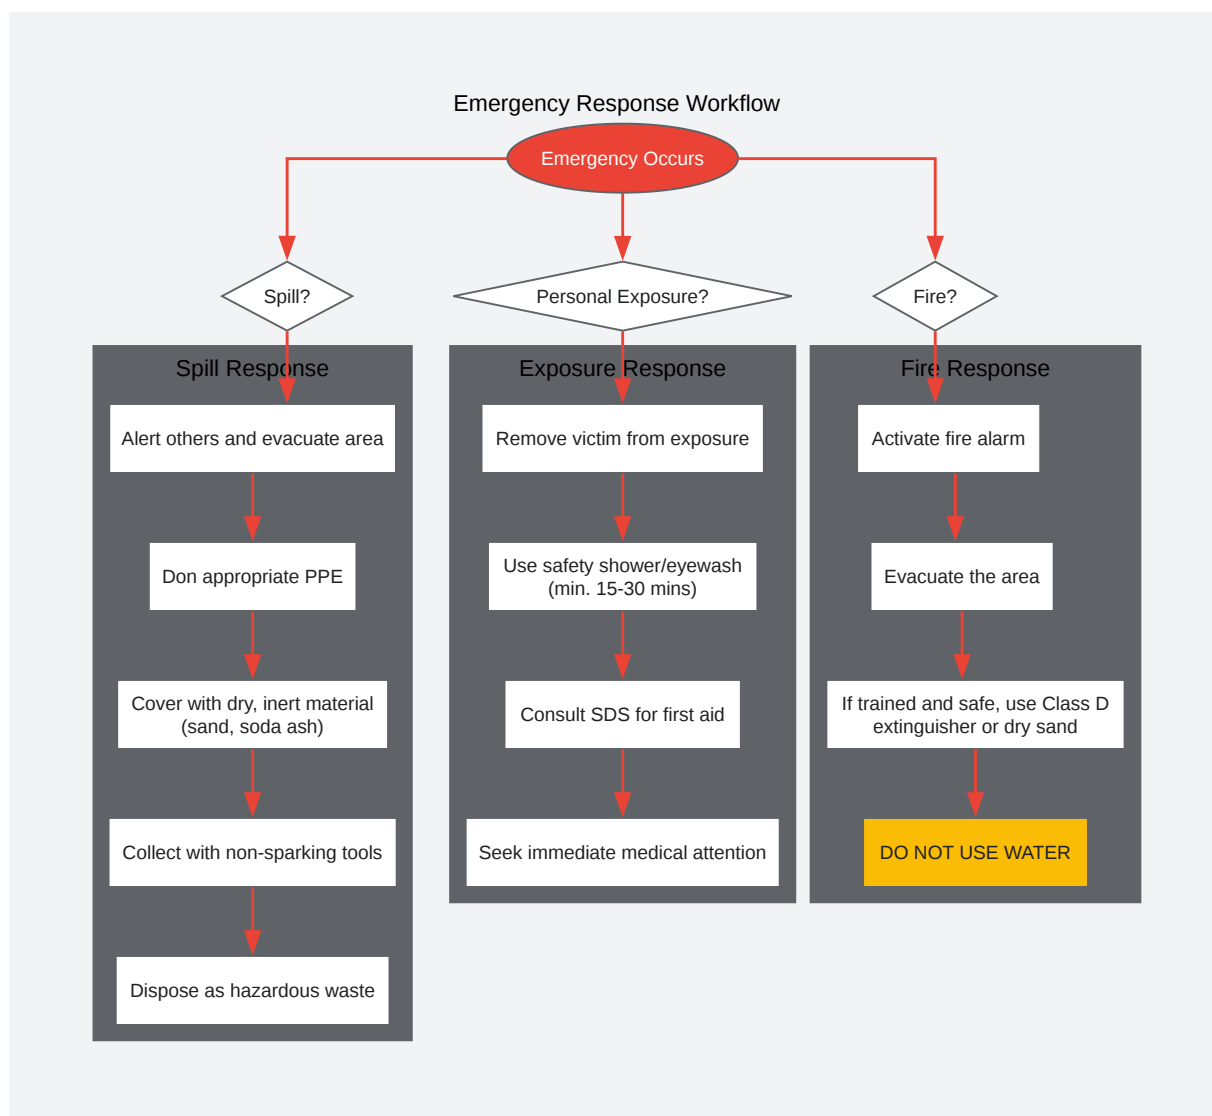 Emergency Response Workflow
Emergency Occurs
Spill?
Personal Exposure?
Fire?
Spill Response
Alert others and evacuate area
Don appropriate PPE
Cover with dry, inert material
(sand, soda ash)
Collect with non-sparking tools
Dispose as hazardous waste
Exposure Response
Remove victim from exposure
Use safety shower/eyewash
(min. 15-30 mins)
Consult SDS for first aid
Seek immediate medical attention
Fire Response
Activate fire alarm
Evacuate the area
If trained and safe, use Class D
extinguisher or dry sand
DO NOT USE WATER